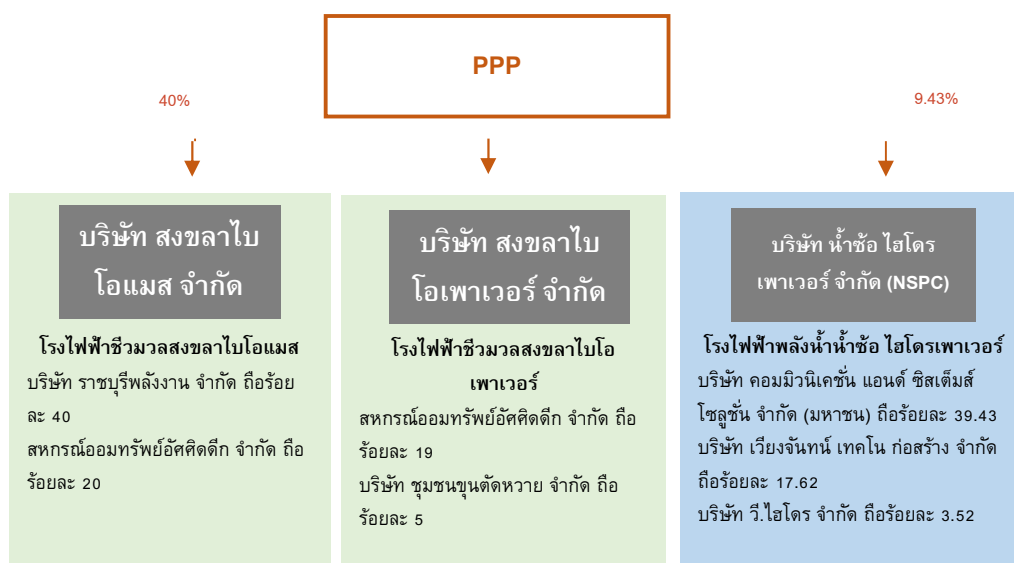 PPP
40%
9.43%
บริษัท สงขลาไบ
โอแมส จำกัด
โรงไฟฟ้าชีวมวลสงขลาไบโอแมส
บริษัท ราชบุรีพลังงาน จำกัด ถือร้อย
ละ 40
สหกรณ์ออมทรัพย์อัศศิดดีก จำกัด ถือ
ร้อยละ 20
บริษัท สงขลาไบ
โอเพาเวอร์ จำกัด
โรงไฟฟ้าชีวมวลสงขลาไบโอ
เพาเวอร์
สหกรณ์ออมทรัพย์อัศศิดดีก จำกัด ถือ
ร้อยละ 19
บริษัท ชุมชนขุนตัดหวาย จำกัด ถือ
ร้อยละ 5
บริษัท น้ำซ้อ ไฮโดร
เพาเวอร์ จำกัด (NSPC)
โรงไฟฟ้าพลังน้ำน้ำซ้อ ไฮโดรเพาเวอร์
บริษัท คอมมิวนิเคชั่น แอนด์ ซิสเต็มส์
โซลูชั่น จำกัด (มหาชน) ถือร้อยละ 39.43
บริษัท เวียงจันทน์ เทคโน ก่อสร้าง จำกัด
ถือร้อยละ 17.62
บริษัท วี.ไฮโดร จำกัด ถือร้อยละ 3.52